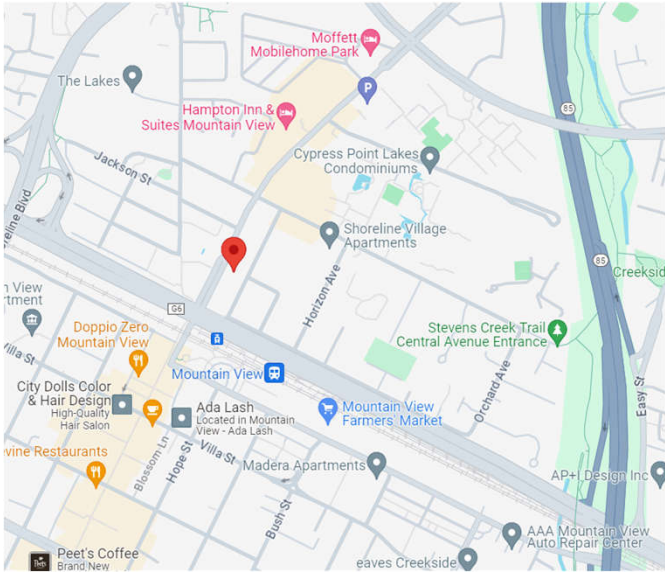 Moffett
Mobilehome Park
The Lakes
P
Hampton Inn &
Suites Mountain View
85
Jackson St
Cypress Point Lakes
Condominiums
reline Blvd
Shoreline Village
Apartments
85
Creekside
n View
rtment
G6
Horizon Ave
Doppio Zero
Mountain View
Stevens Creek Trail
Central Avenue Entrance
Villa St
Mountain View
Orchard Ave
Easy St
City Dolls Color
& Hair Design
High-Quality
Hair Salon
Ada Lash
Located in Mountain
View - Ada Lash
Mountain View
Farmers' Market
vine Restaurants
Blossom Ln
Hope St
Villa St
Madera Apartments
AP+I Design Inc
Bush St
AAA Mountain View
Auto Repair Center
Peet's Coffee
Brand New
eaves Creekside